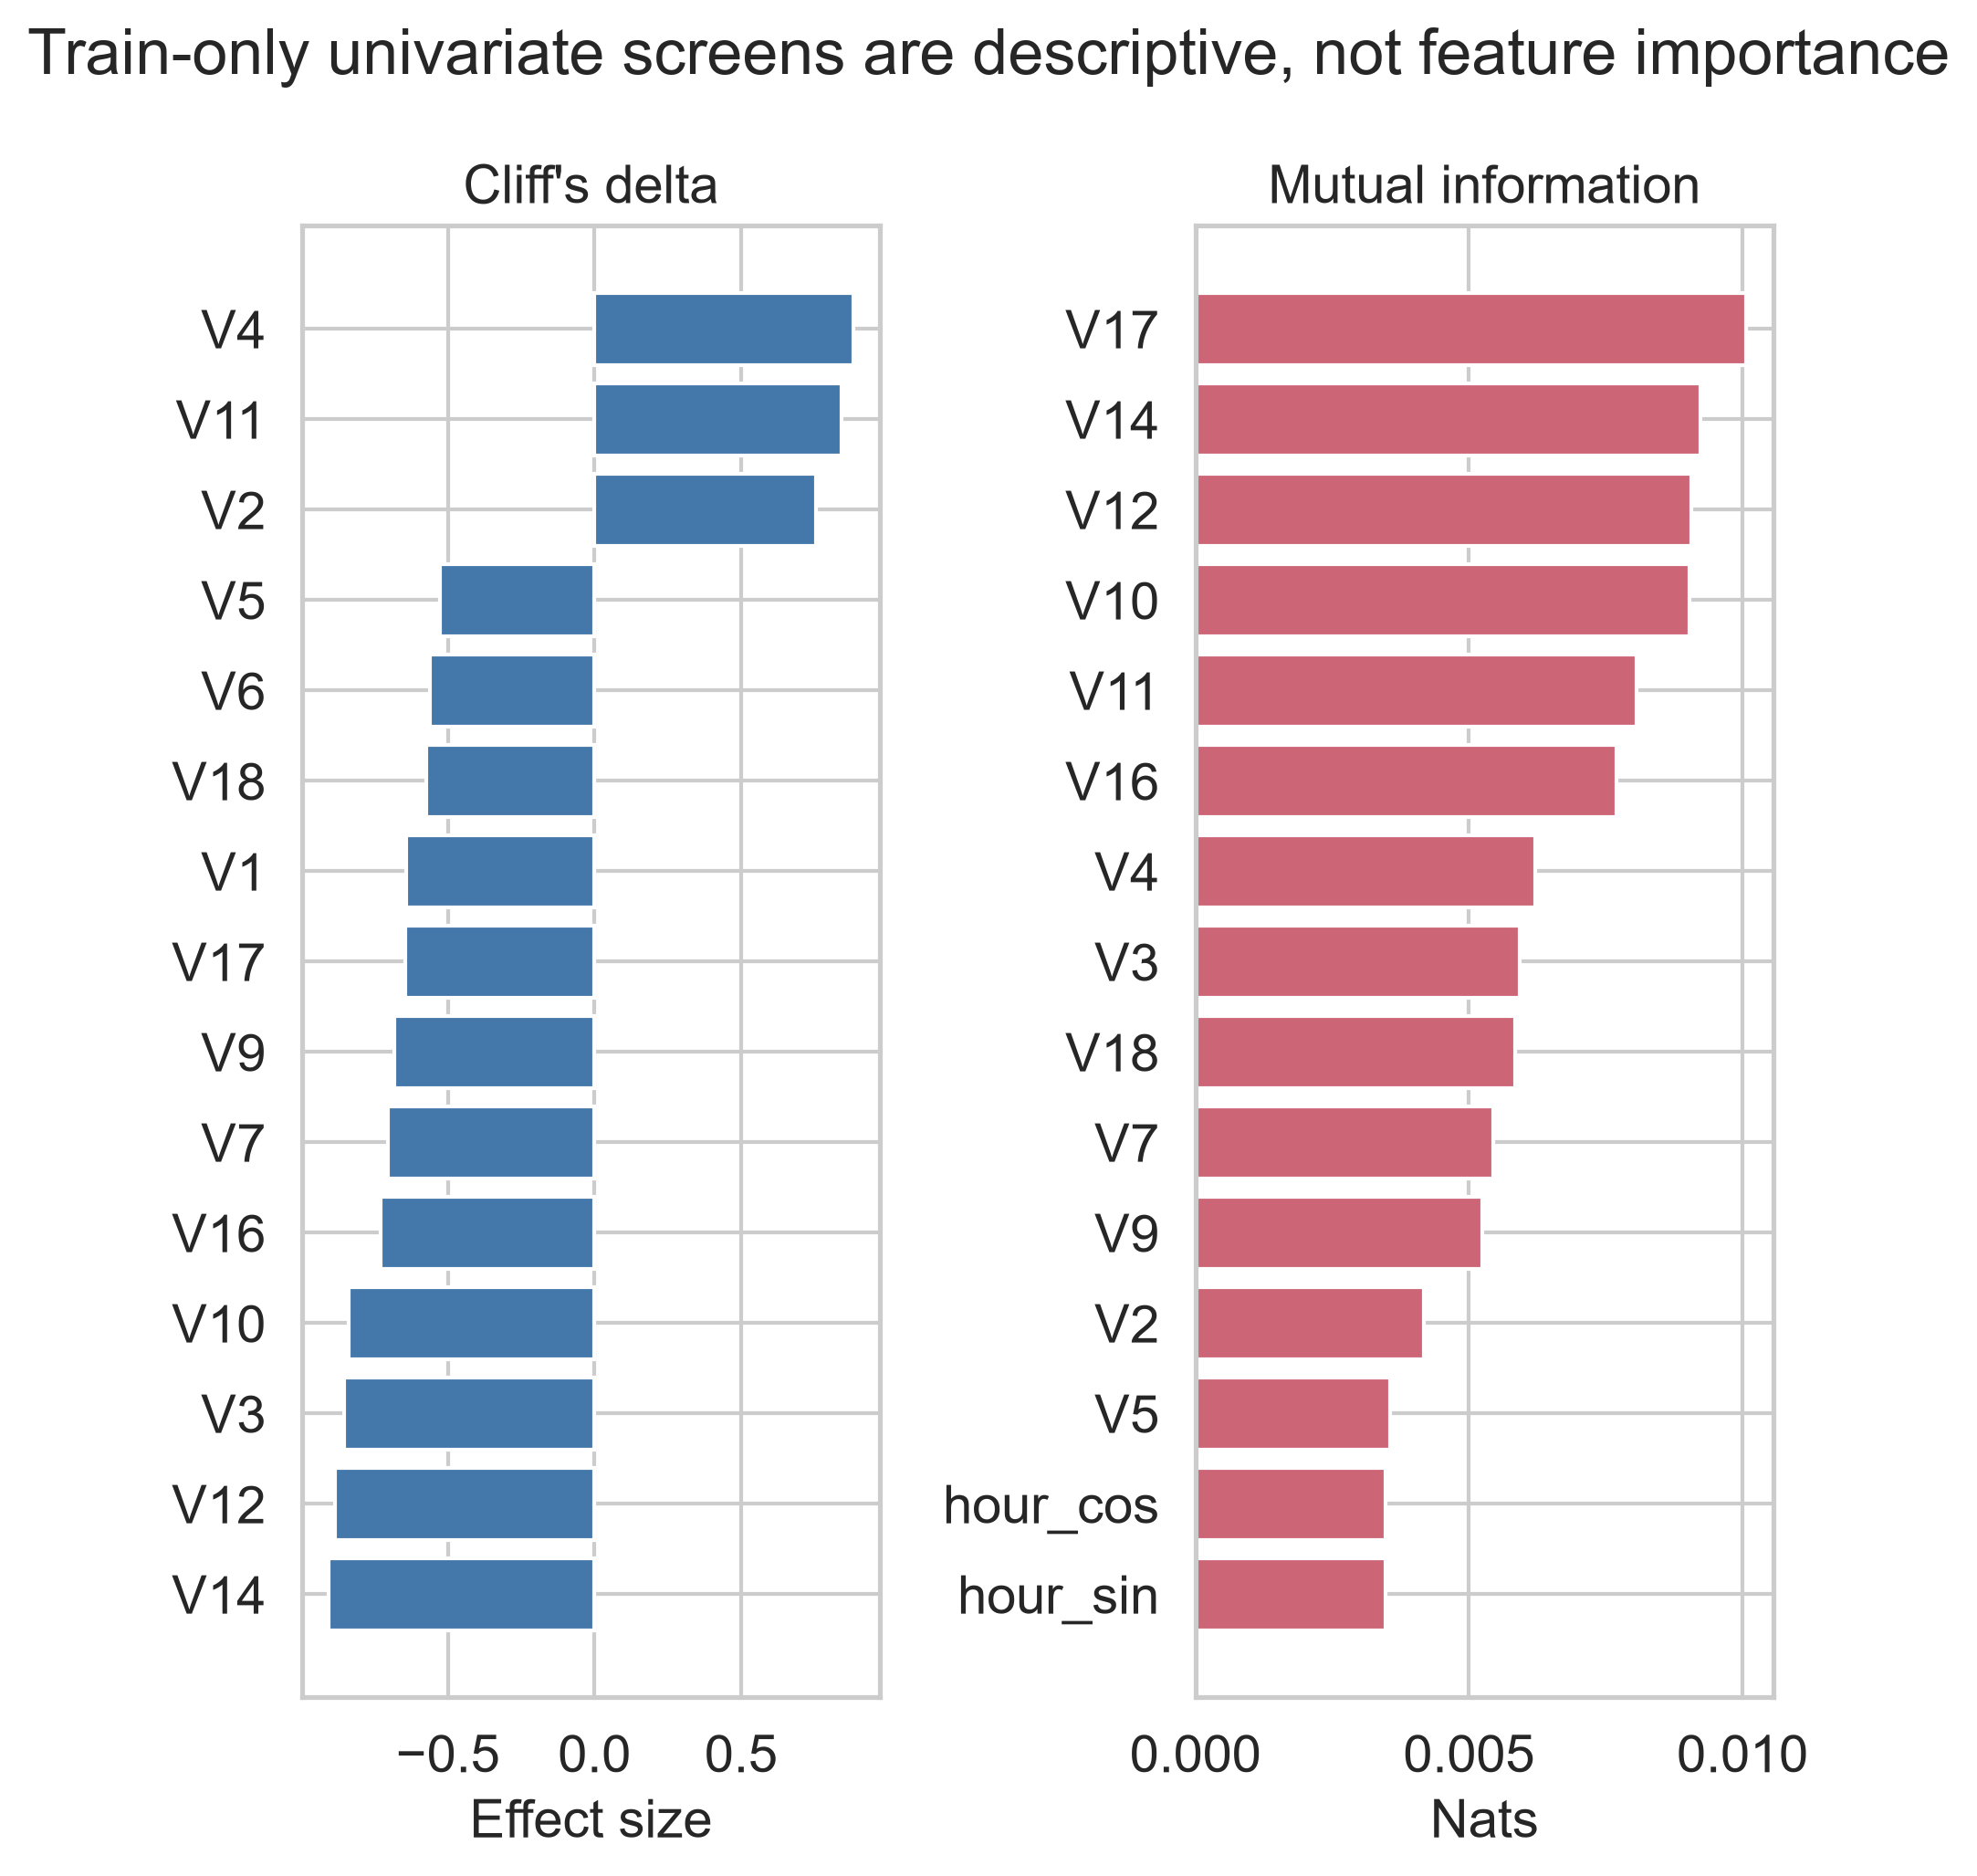 Train-only univariate screens are descriptive, not feature importance
Cliff's delta
V4
V11
V2
V5
V6
V18
V1
V17
V9
V7
V16
V10
V3
V12
V14
−0.5 0.0 0.5
Effect size
Mutual information
V17
V14
V12
V10
V11
V16
V4
V3
V18
V7
V9
V2
V5
hour_cos
hour_sin
0.000 0.005 0.010
Nats